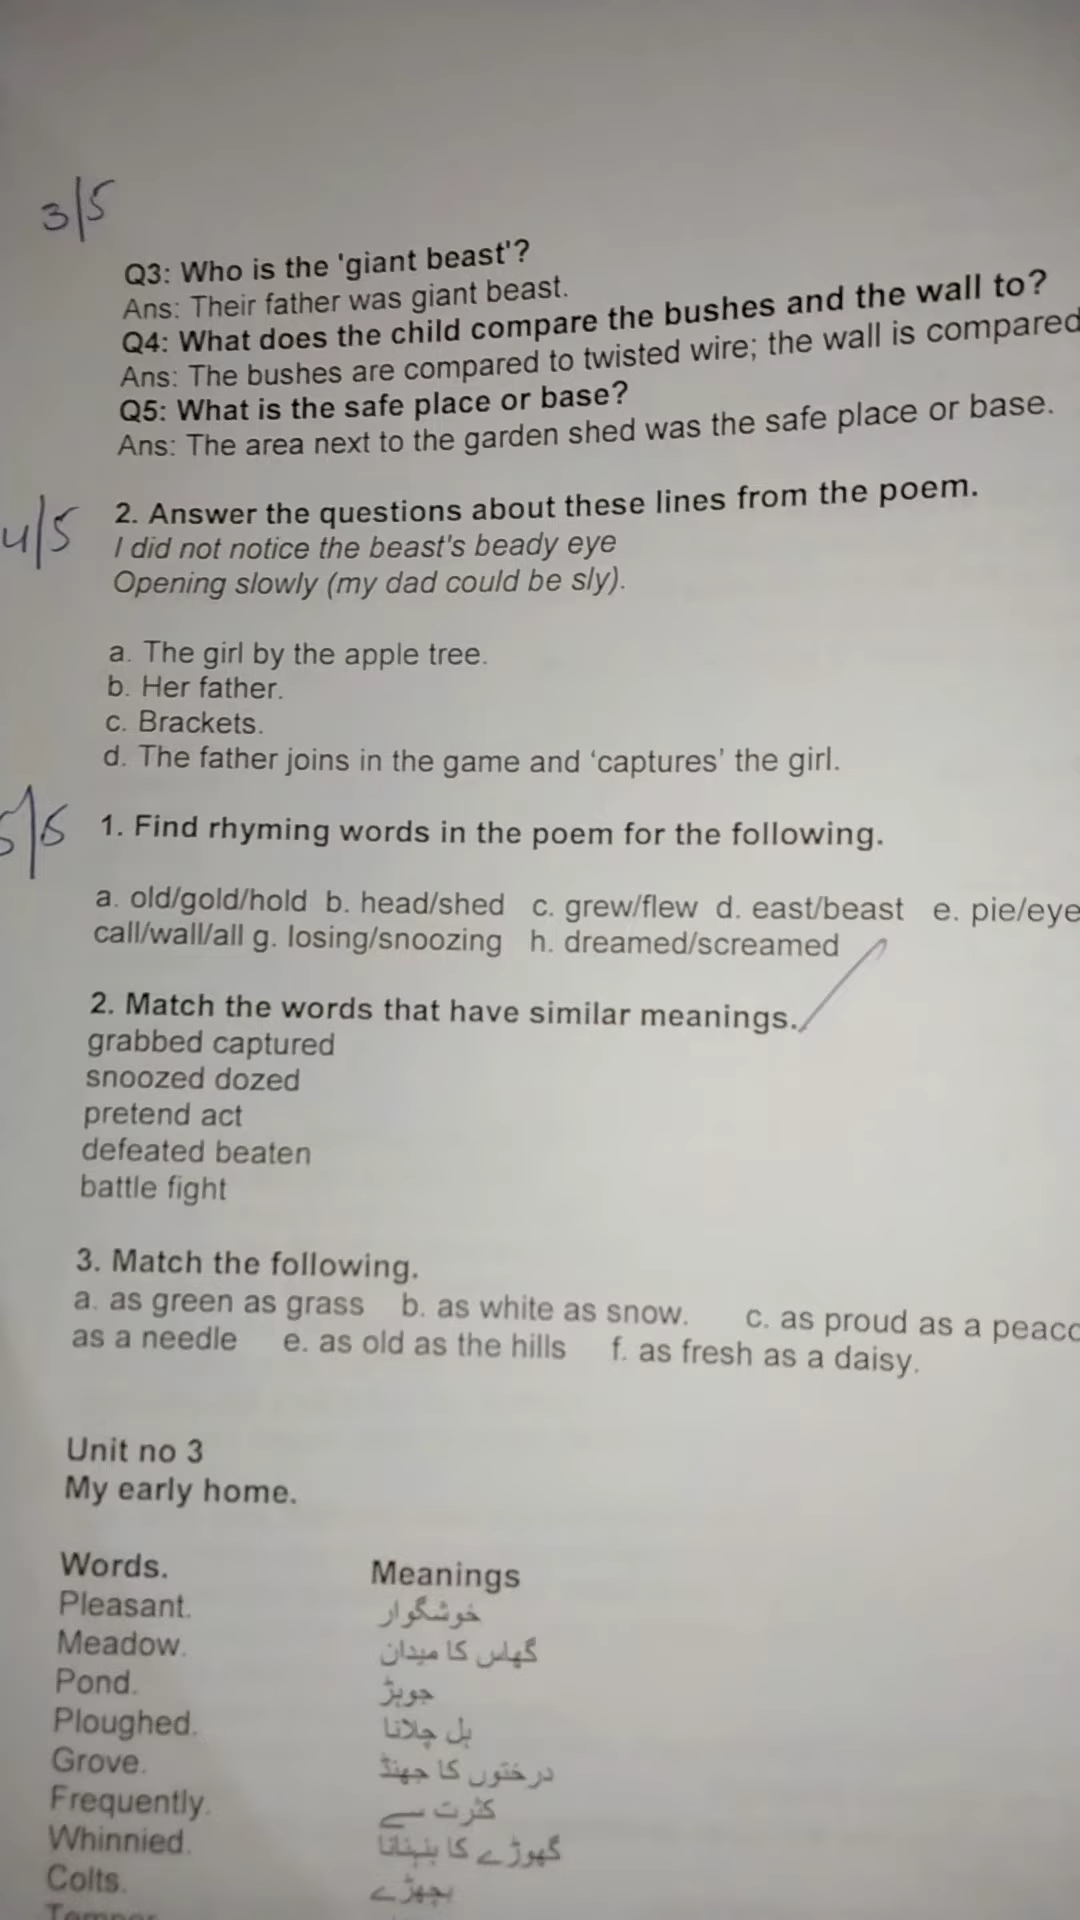 3/5
Q3: Who is the 'giant beast'?
Ans: Their father was giant beast.
Q4: What does the child compare the bushes and the wall to?
Ans: The bushes are compared to twisted wire; the wall is compared
Q5: What is the safe place or base?
Ans: The area next to the garden shed was the safe place or base.
4/5
2. Answer the questions about these lines from the poem.
I did not notice the beast's beady eye
Opening slowly (my dad could be sly).
a. The girl by the apple tree.
b. Her father.
c. Brackets.
d. The father joins in the game and ‘captures’ the girl.
5/5
1. Find rhyming words in the poem for the following.
a. old/gold/hold b. head/shed c. grew/flew d. east/beast e. pie/eye
call/wall/all g. losing/snoozing h. dreamed/screamed
2. Match the words that have similar meanings.
grabbed captured
snoozed dozed
pretend act
defeated beaten
battle fight
3. Match the following.
a. as green as grass b. as white as snow. c. as proud as a peaco
as a needle e. as old as the hills f. as fresh as a daisy.
Unit no 3
My early home.
Words. Meanings
Pleasant. خوشگوار
Meadow. گھاس کا میدان
Pond. جوہڑ
Ploughed. ہل چلانا
Grove. درختوں کا جھنڈ
Frequently. کثرت سے
Whinnied. گھوڑے کا ہنہنانا
Colts. بچھڑے